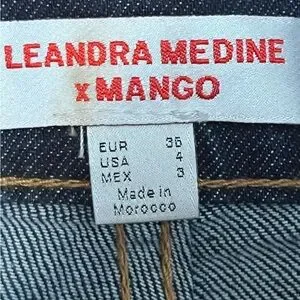 LEANDRA MEDINE
x MANGO
EUR 36
USA 4
MEX 3
Made in
Morocco